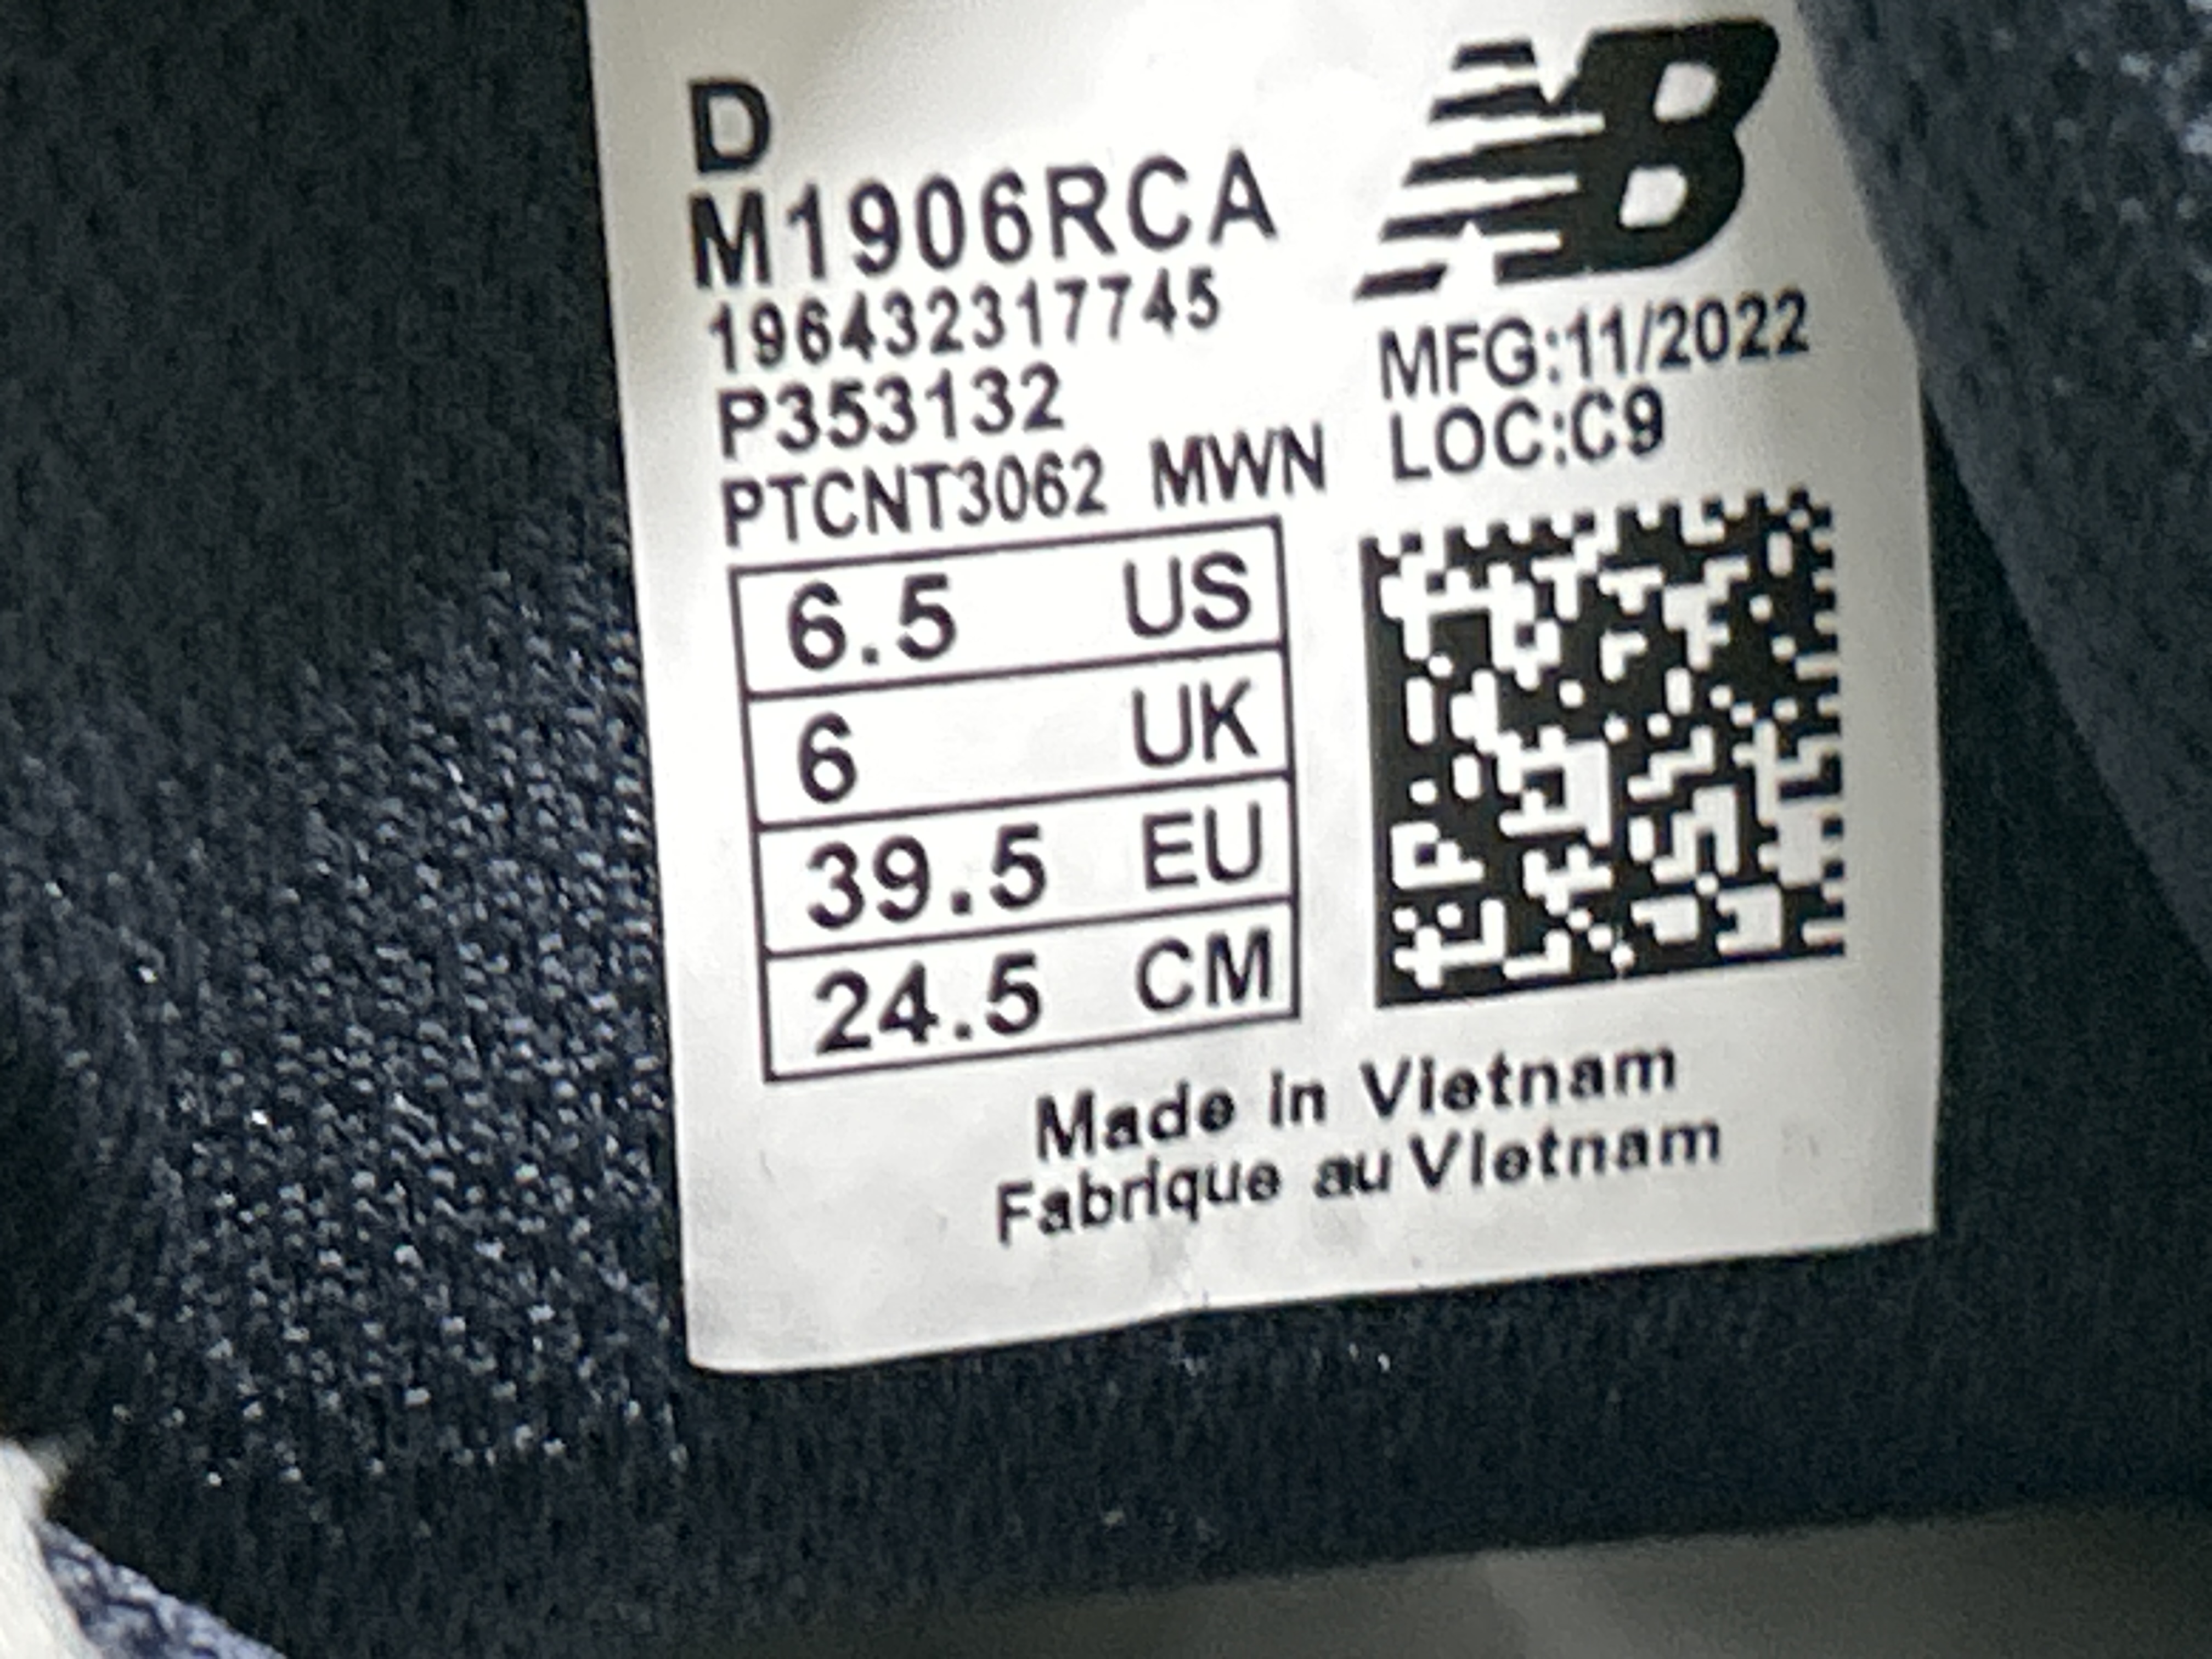 D
M1906RCA
196432317745
P353132
PTCNT3062 MWN
NB
MFG:11/2022
LOC:C9
6.5 US
6 UK
39.5 EU
24.5 CM
Made in Vietnam
Fabrique au Vietnam